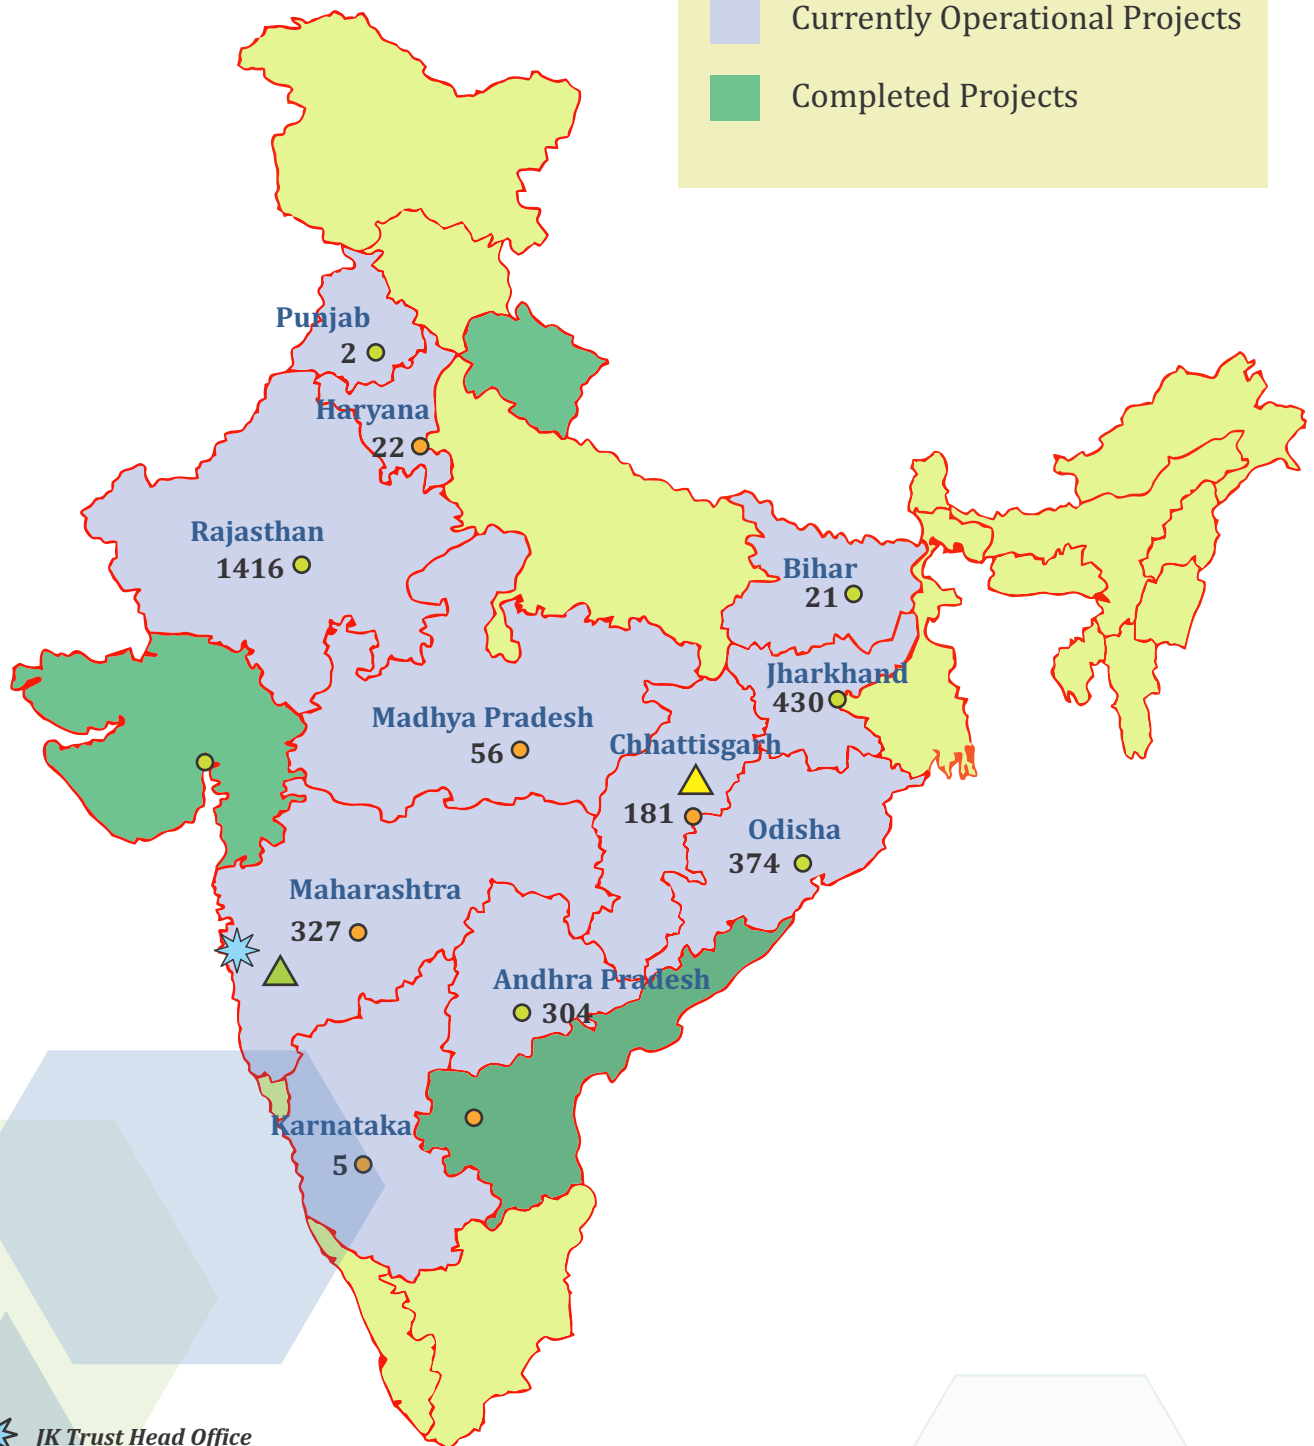 Currently Operational Projects
Completed Projects
Punjab
2
Haryana
22
Rajasthan
1416
Bihar
21
Jharkhand
430
Madhya Pradesh
56
Chhattisgarh
181
Odisha
374
Maharashtra
327
Andhra Pradesh
304
Karnataka
5
JK Trust Head Office